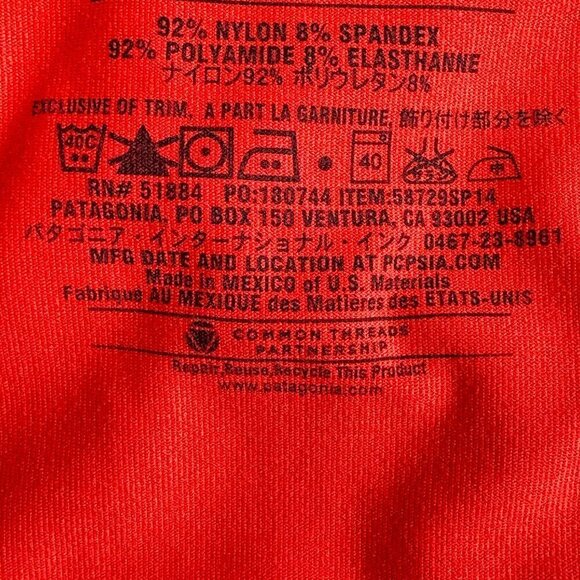 92% NYLON 8% SPANDEX
92% POLYAMIDE 8% ELASTHANNE
ナイロン92% ポリウレタン8%
EXCLUSIVE OF TRIM, A PART LA GARNITURE, 飾り付け部分を除く
40C 40
RN# 51884 PO:180744 ITEM:58729SP14
PATAGONIA, PO BOX 150 VENTURA, CA 93002 USA
パタゴニア・インターナショナル・インク 0467-23-8961
MFG DATE AND LOCATION AT PCPSIA.COM
Made in MEXICO of U.S. Materials
Fabrique AU MEXIQUE des Matières des ÉTATS-UNIS
COMMON THREADS
PARTNERSHIP
Repair,Reuse,Recycle This Product
www.patagonia.com